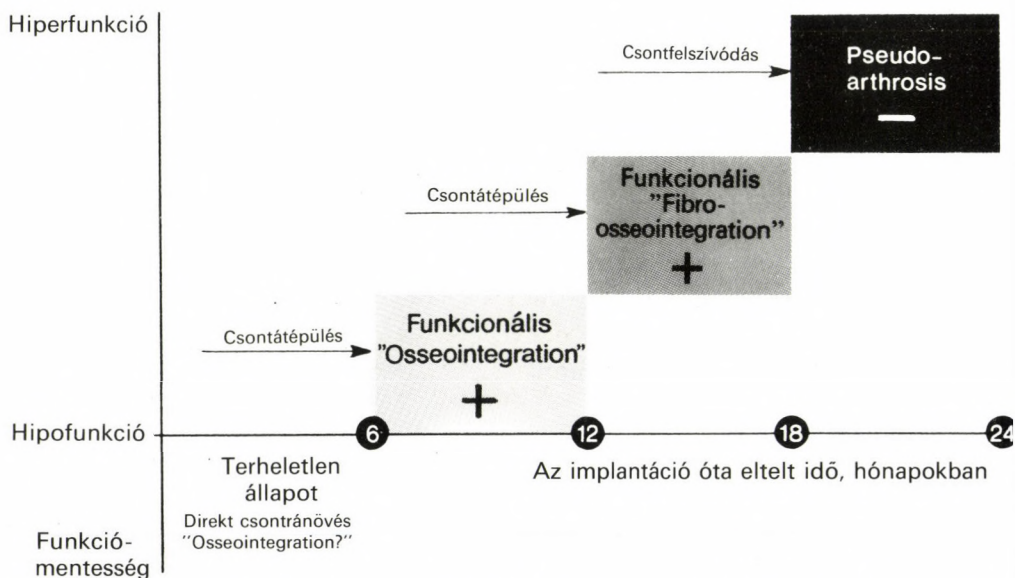 Hiperfunkció
Csontfelszívódás
Pseudo-
arthrosis
—
Csontátépülés
Funkcionális
"Fibro-
osseointegration"
+
Csontátépülés
Funkcionális
"Osseointegration"
+
Hipofunkció
6
12
18
24
Terheletlen
állapot
Az implantáció óta eltelt idő, hónapokban
Direkt csontránövés
"Osseointegration?"
Funkció-
mentesség